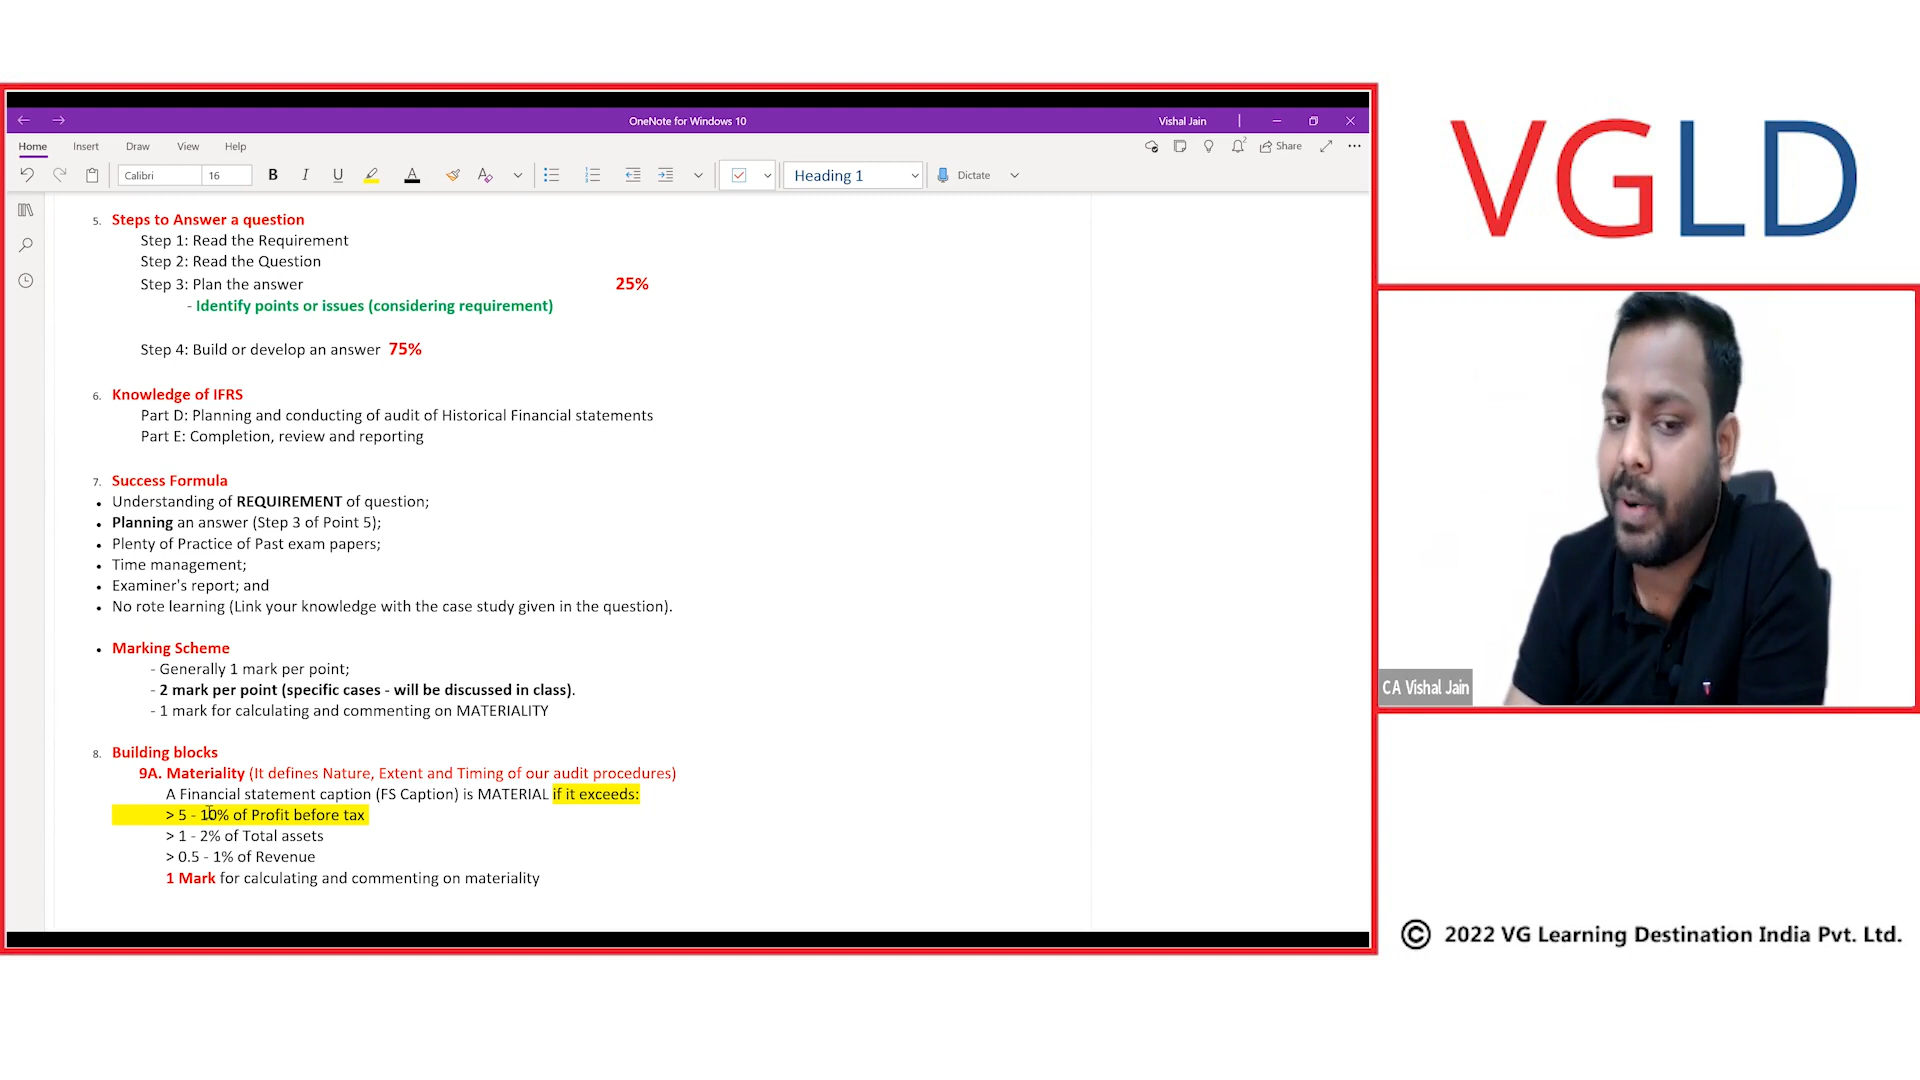 OneNote for Windows 10
Vishal Jain
Home Insert Draw View Help
Share
Calibri 16 B I U A Heading 1 Dictate
5. Steps to Answer a question
Step 1: Read the Requirement
Step 2: Read the Question
Step 3: Plan the answer 25%
- Identify points or issues (considering requirement)
Step 4: Build or develop an answer 75%
6. Knowledge of IFRS
Part D: Planning and conducting of audit of Historical Financial statements
Part E: Completion, review and reporting
7. Success Formula
• Understanding of REQUIREMENT of question;
• Planning an answer (Step 3 of Point 5);
• Plenty of Practice of Past exam papers;
• Time management;
• Examiner's report; and
• No rote learning (Link your knowledge with the case study given in the question).
• Marking Scheme
- Generally 1 mark per point;
- 2 mark per point (specific cases - will be discussed in class).
- 1 mark for calculating and commenting on MATERIALITY
8. Building blocks
9A. Materiality (It defines Nature, Extent and Timing of our audit procedures)
A Financial statement caption (FS Caption) is MATERIAL if it exceeds:
> 5 - 10% of Profit before tax
> 1 - 2% of Total assets
> 0.5 - 1% of Revenue
1 Mark for calculating and commenting on materiality
VGLD
CA Vishal Jain
© 2022 VG Learning Destination India Pvt. Ltd.